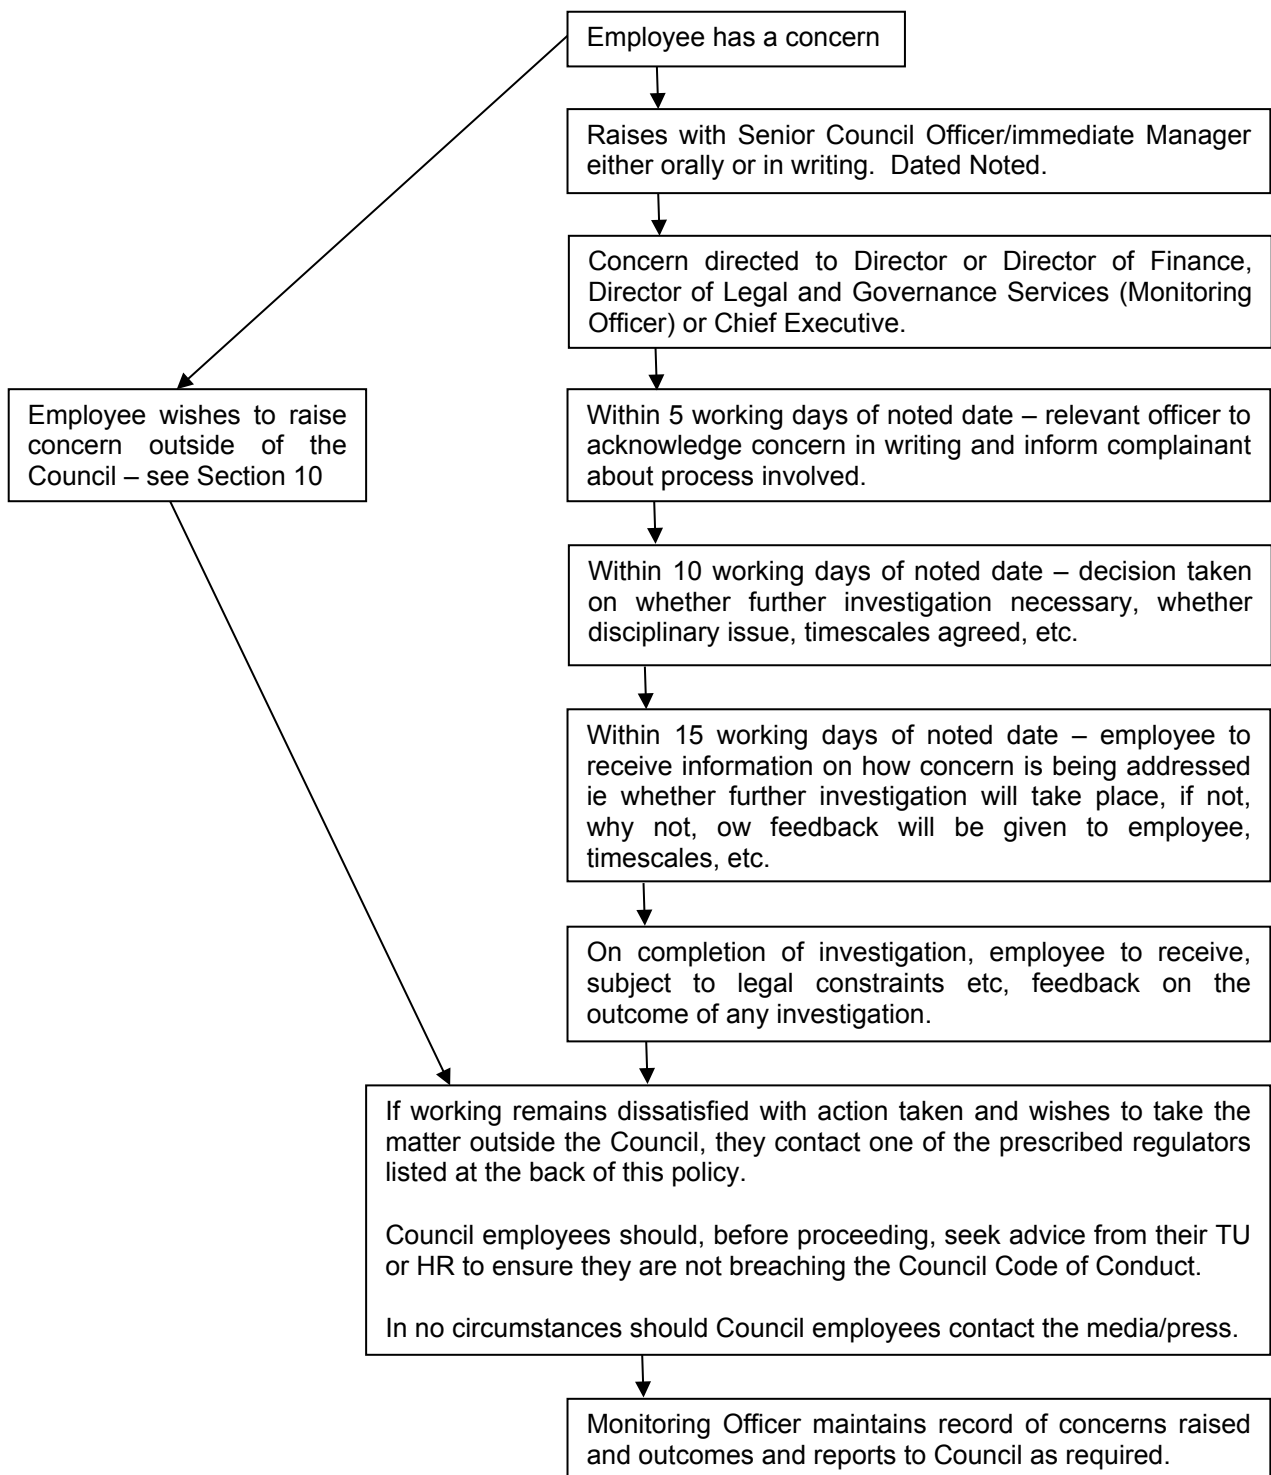 Employee has a concern
Raises with Senior Council Officer/immediate Manager
either orally or in writing.  Dated Noted.
Concern directed to Director or Director of Finance,
Director of Legal and Governance Services (Monitoring
Officer) or Chief Executive.
Employee wishes to raise
concern outside of the
Council – see Section 10
Within 5 working days of noted date – relevant officer to
acknowledge concern in writing and inform complainant
about process involved.
Within 10 working days of noted date – decision taken
on whether further investigation necessary, whether
disciplinary issue, timescales agreed, etc.
Within 15 working days of noted date – employee to
receive information on how concern is being addressed
ie whether further investigation will take place, if not,
why not, ow feedback will be given to employee,
timescales, etc.
On completion of investigation, employee to receive,
subject to legal constraints etc, feedback on the
outcome of any investigation.
If working remains dissatisfied with action taken and wishes to take the
matter outside the Council, they contact one of the prescribed regulators
listed at the back of this policy.
Council employees should, before proceeding, seek advice from their TU
or HR to ensure they are not breaching the Council Code of Conduct.
In no circumstances should Council employees contact the media/press.
Monitoring Officer maintains record of concerns raised
and outcomes and reports to Council as required.